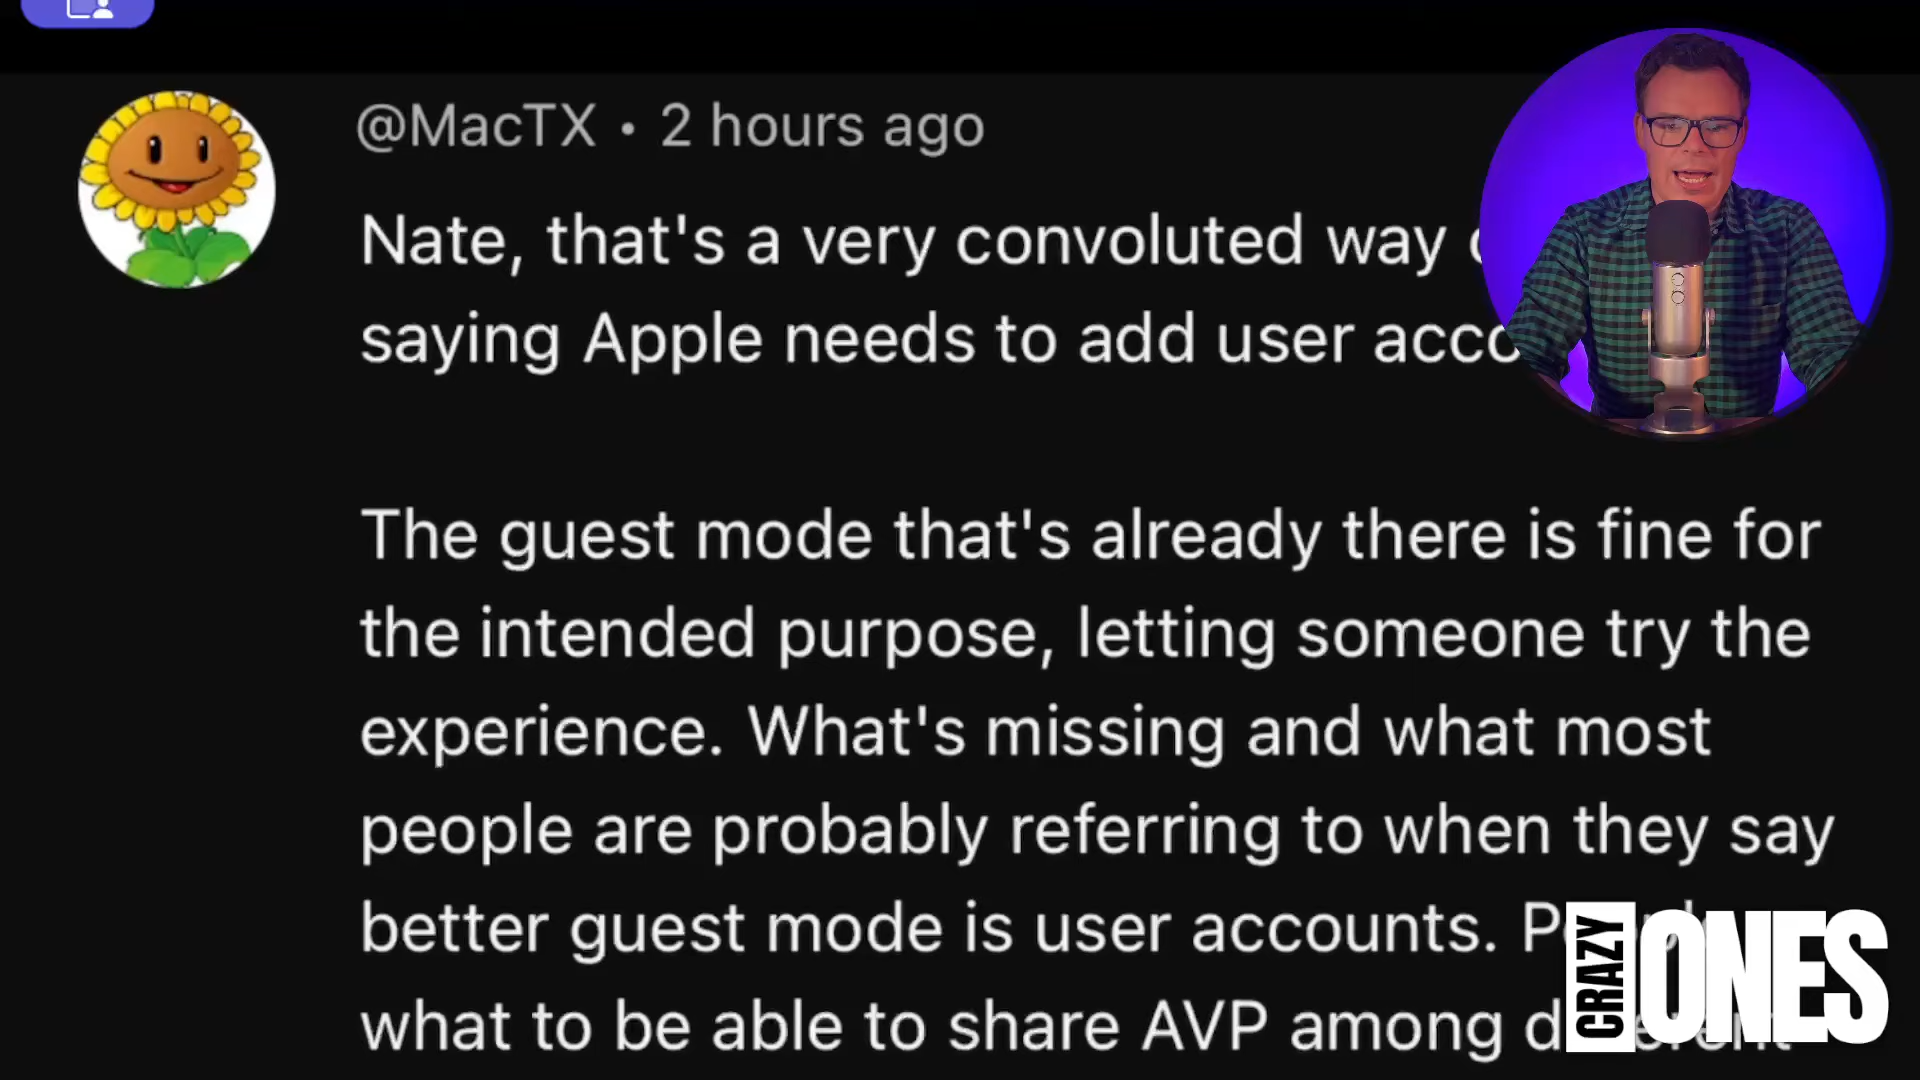 @MacTX • 2 hours ago
Nate, that's a very convoluted way
saying Apple needs to add user
The guest mode that's already there is fine for
the intended purpose, letting someone try the
experience. What's missing and what most
people are probably referring to when they say
better guest mode is user accounts.
what to be able to share AVP among
CRAZY ONES